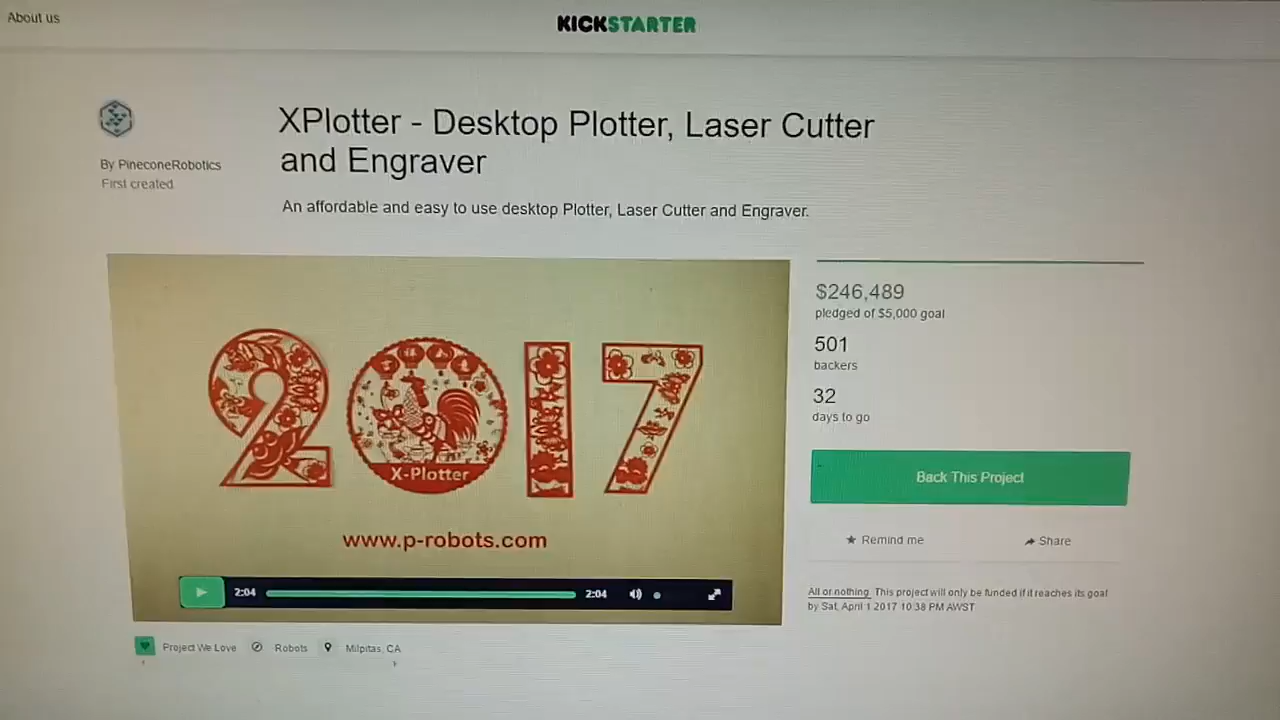 About us
KICKSTARTER
XPlotter - Desktop Plotter, Laser Cutter
and Engraver
By PineconeRobotics
First created
An affordable and easy to use desktop Plotter, Laser Cutter and Engraver.
2017
X-Plotter
www.p-robots.com
2:04
2:04
$246,489
pledged of $5,000 goal
501
backers
32
days to go
Back This Project
Remind me
Share
All or nothing. This project will only be funded if it reaches its goal
by Sat, April 1 2017 10:38 PM AWST
Project We Love
Robots
Milpitas, CA